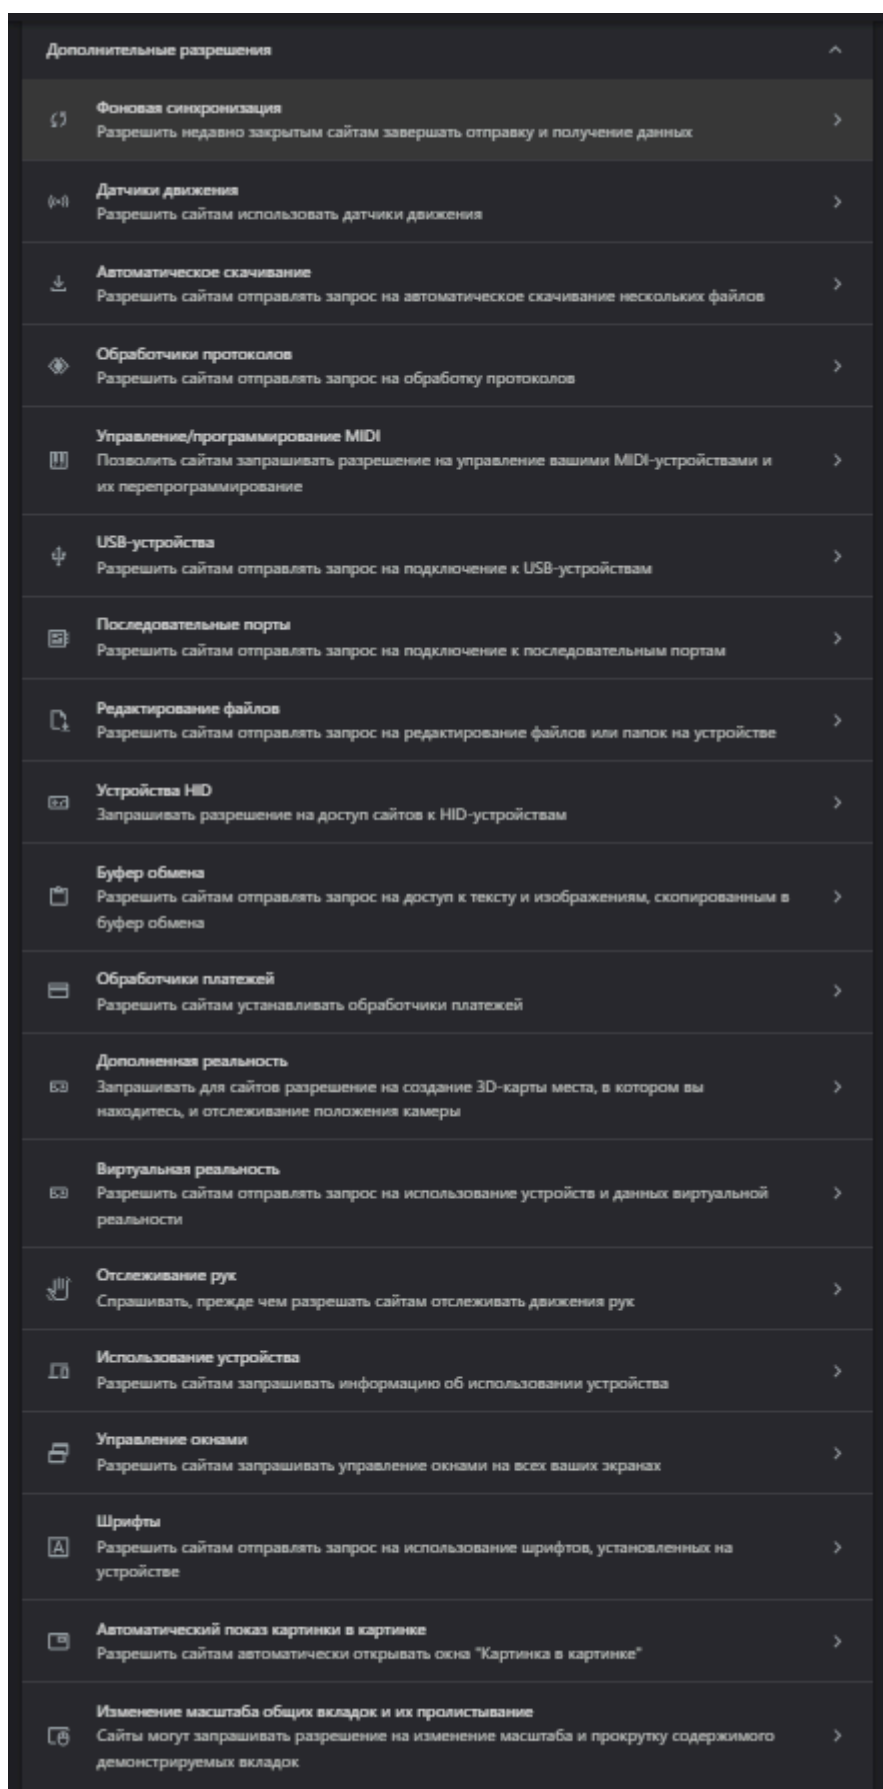 Дополнительные разрешения
Фоновая синхронизация
Разрешить недавно закрытым сайтам завершать отправку и получение данных
Датчики движения
Разрешить сайтам использовать датчики движения
Автоматическое скачивание
Разрешить сайтам отправлять запрос на автоматическое скачивание нескольких файлов
Обработчики протоколов
Разрешить сайтам отправлять запрос на обработку протоколов
Управление/программирование MIDI
Позволить сайтам запрашивать разрешение на управление вашими MIDI-устройствами и
их перепрограммирование
USB-устройства
Разрешить сайтам отправлять запрос на подключение к USB-устройствам
Последовательные порты
Разрешить сайтам отправлять запрос на подключение к последовательным портам
Редактирование файлов
Разрешить сайтам отправлять запрос на редактирование файлов или папок на устройстве
Устройства HID
Запрашивать разрешение на доступ сайтов к HID-устройствам
Буфер обмена
Разрешить сайтам отправлять запрос на доступ к тексту и изображениям, скопированным в
буфер обмена
Обработчики платежей
Разрешить сайтам устанавливать обработчики платежей
Дополненная реальность
Запрашивать для сайтов разрешение на создание 3D-карты места, в котором вы
находитесь, и отслеживание положения камеры
Виртуальная реальность
Разрешить сайтам отправлять запрос на использование устройств и данных виртуальной
реальности
Отслеживание рук
Спрашивать, прежде чем разрешать сайтам отслеживать движения рук
Использование устройства
Разрешить сайтам запрашивать информацию об использовании устройства
Управление окнами
Разрешить сайтам запрашивать управление окнами на всех ваших экранах
Шрифты
Разрешить сайтам отправлять запрос на использование шрифтов, установленных на
устройстве
Автоматический показ картинки в картинке
Разрешить сайтам автоматически открывать окна "Картинка в картинке"
Изменение масштаба общих вкладок и их пролистывание
Сайты могут запрашивать разрешение на изменение масштаба и прокрутку содержимого
демонстрируемых вкладок